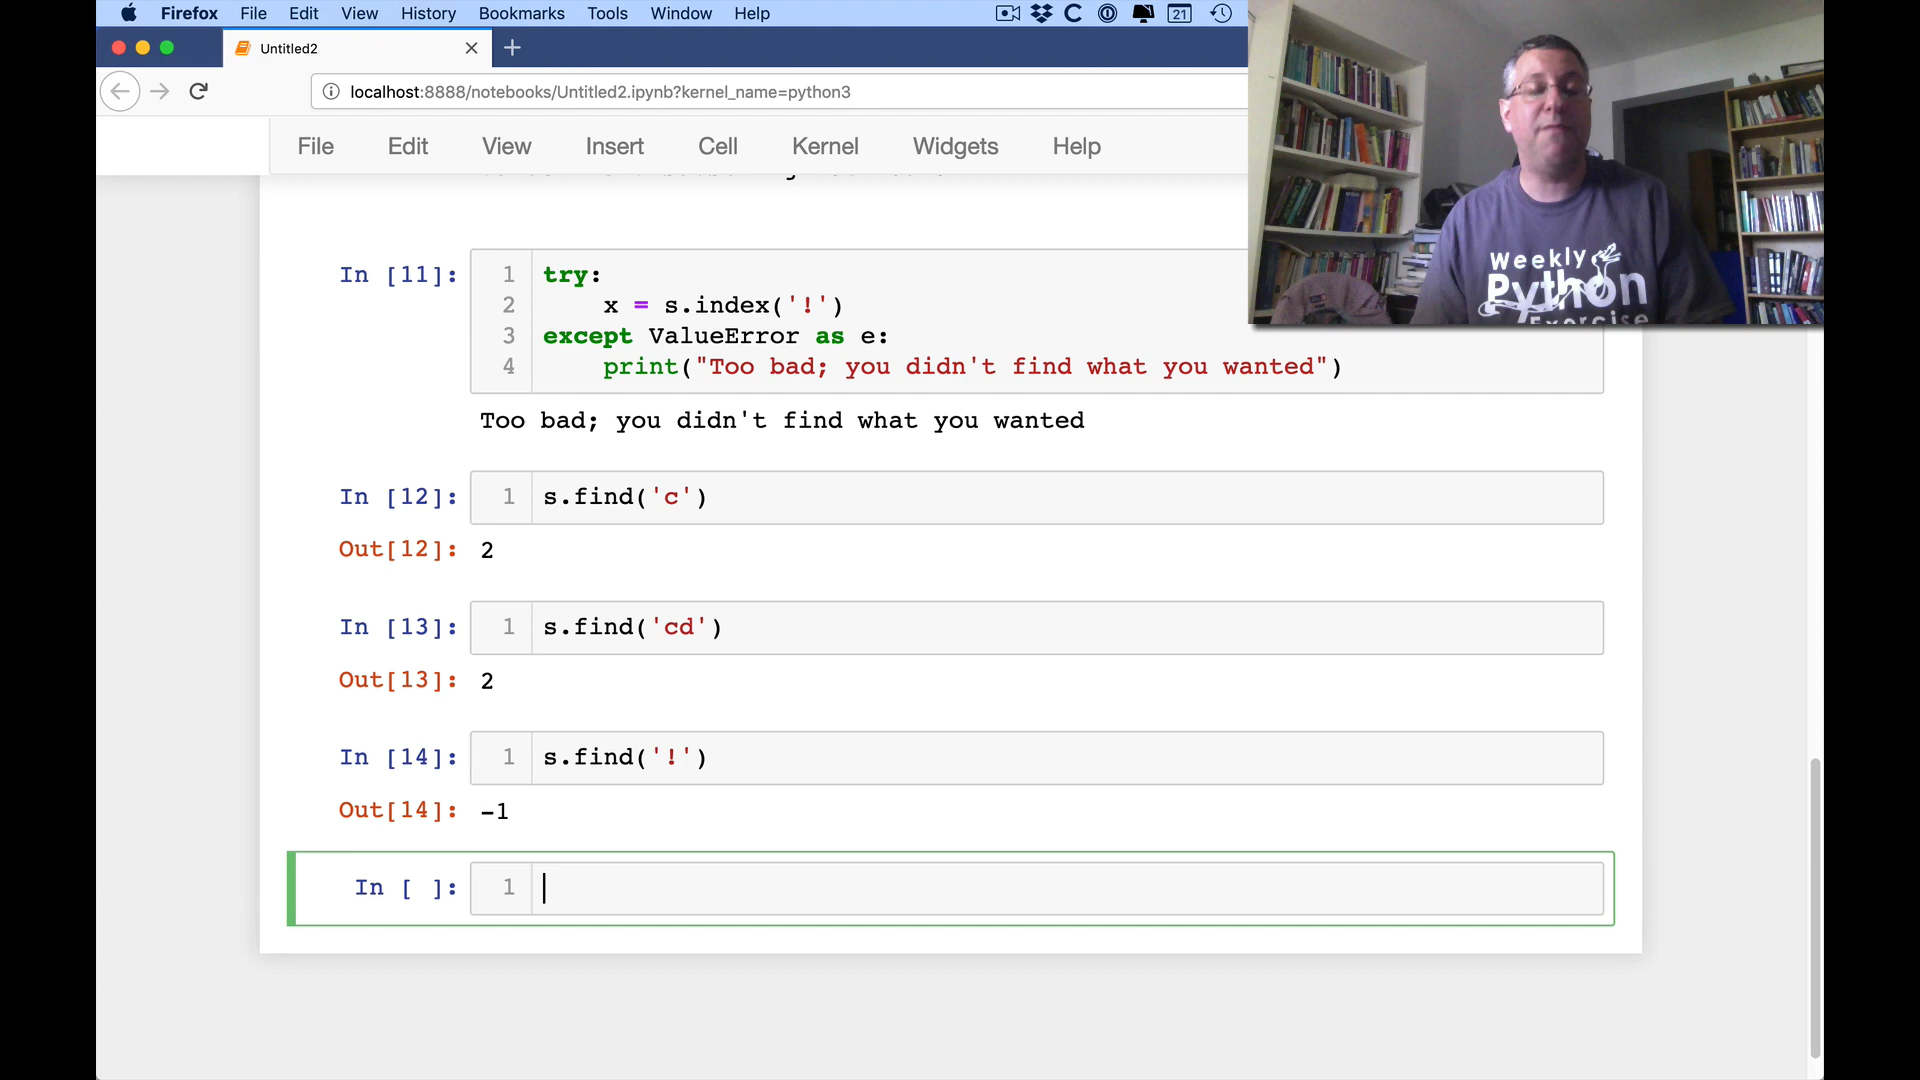 Firefox File Edit View History Bookmarks Tools Window Help 21
Untitled2
localhost:8888/notebooks/Untitled2.ipynb?kernel_name=python3
File Edit View Insert Cell Kernel Widgets Help
Weekly
Python
Exercise
In [11]: 1 try:
2 x = s.index('!')
3 except ValueError as e:
4 print("Too bad; you didn't find what you wanted")
Too bad; you didn't find what you wanted
In [12]: 1 s.find('c')
Out[12]: 2
In [13]: 1 s.find('cd')
Out[13]: 2
In [14]: 1 s.find('!')
Out[14]: -1
In [ ]: 1